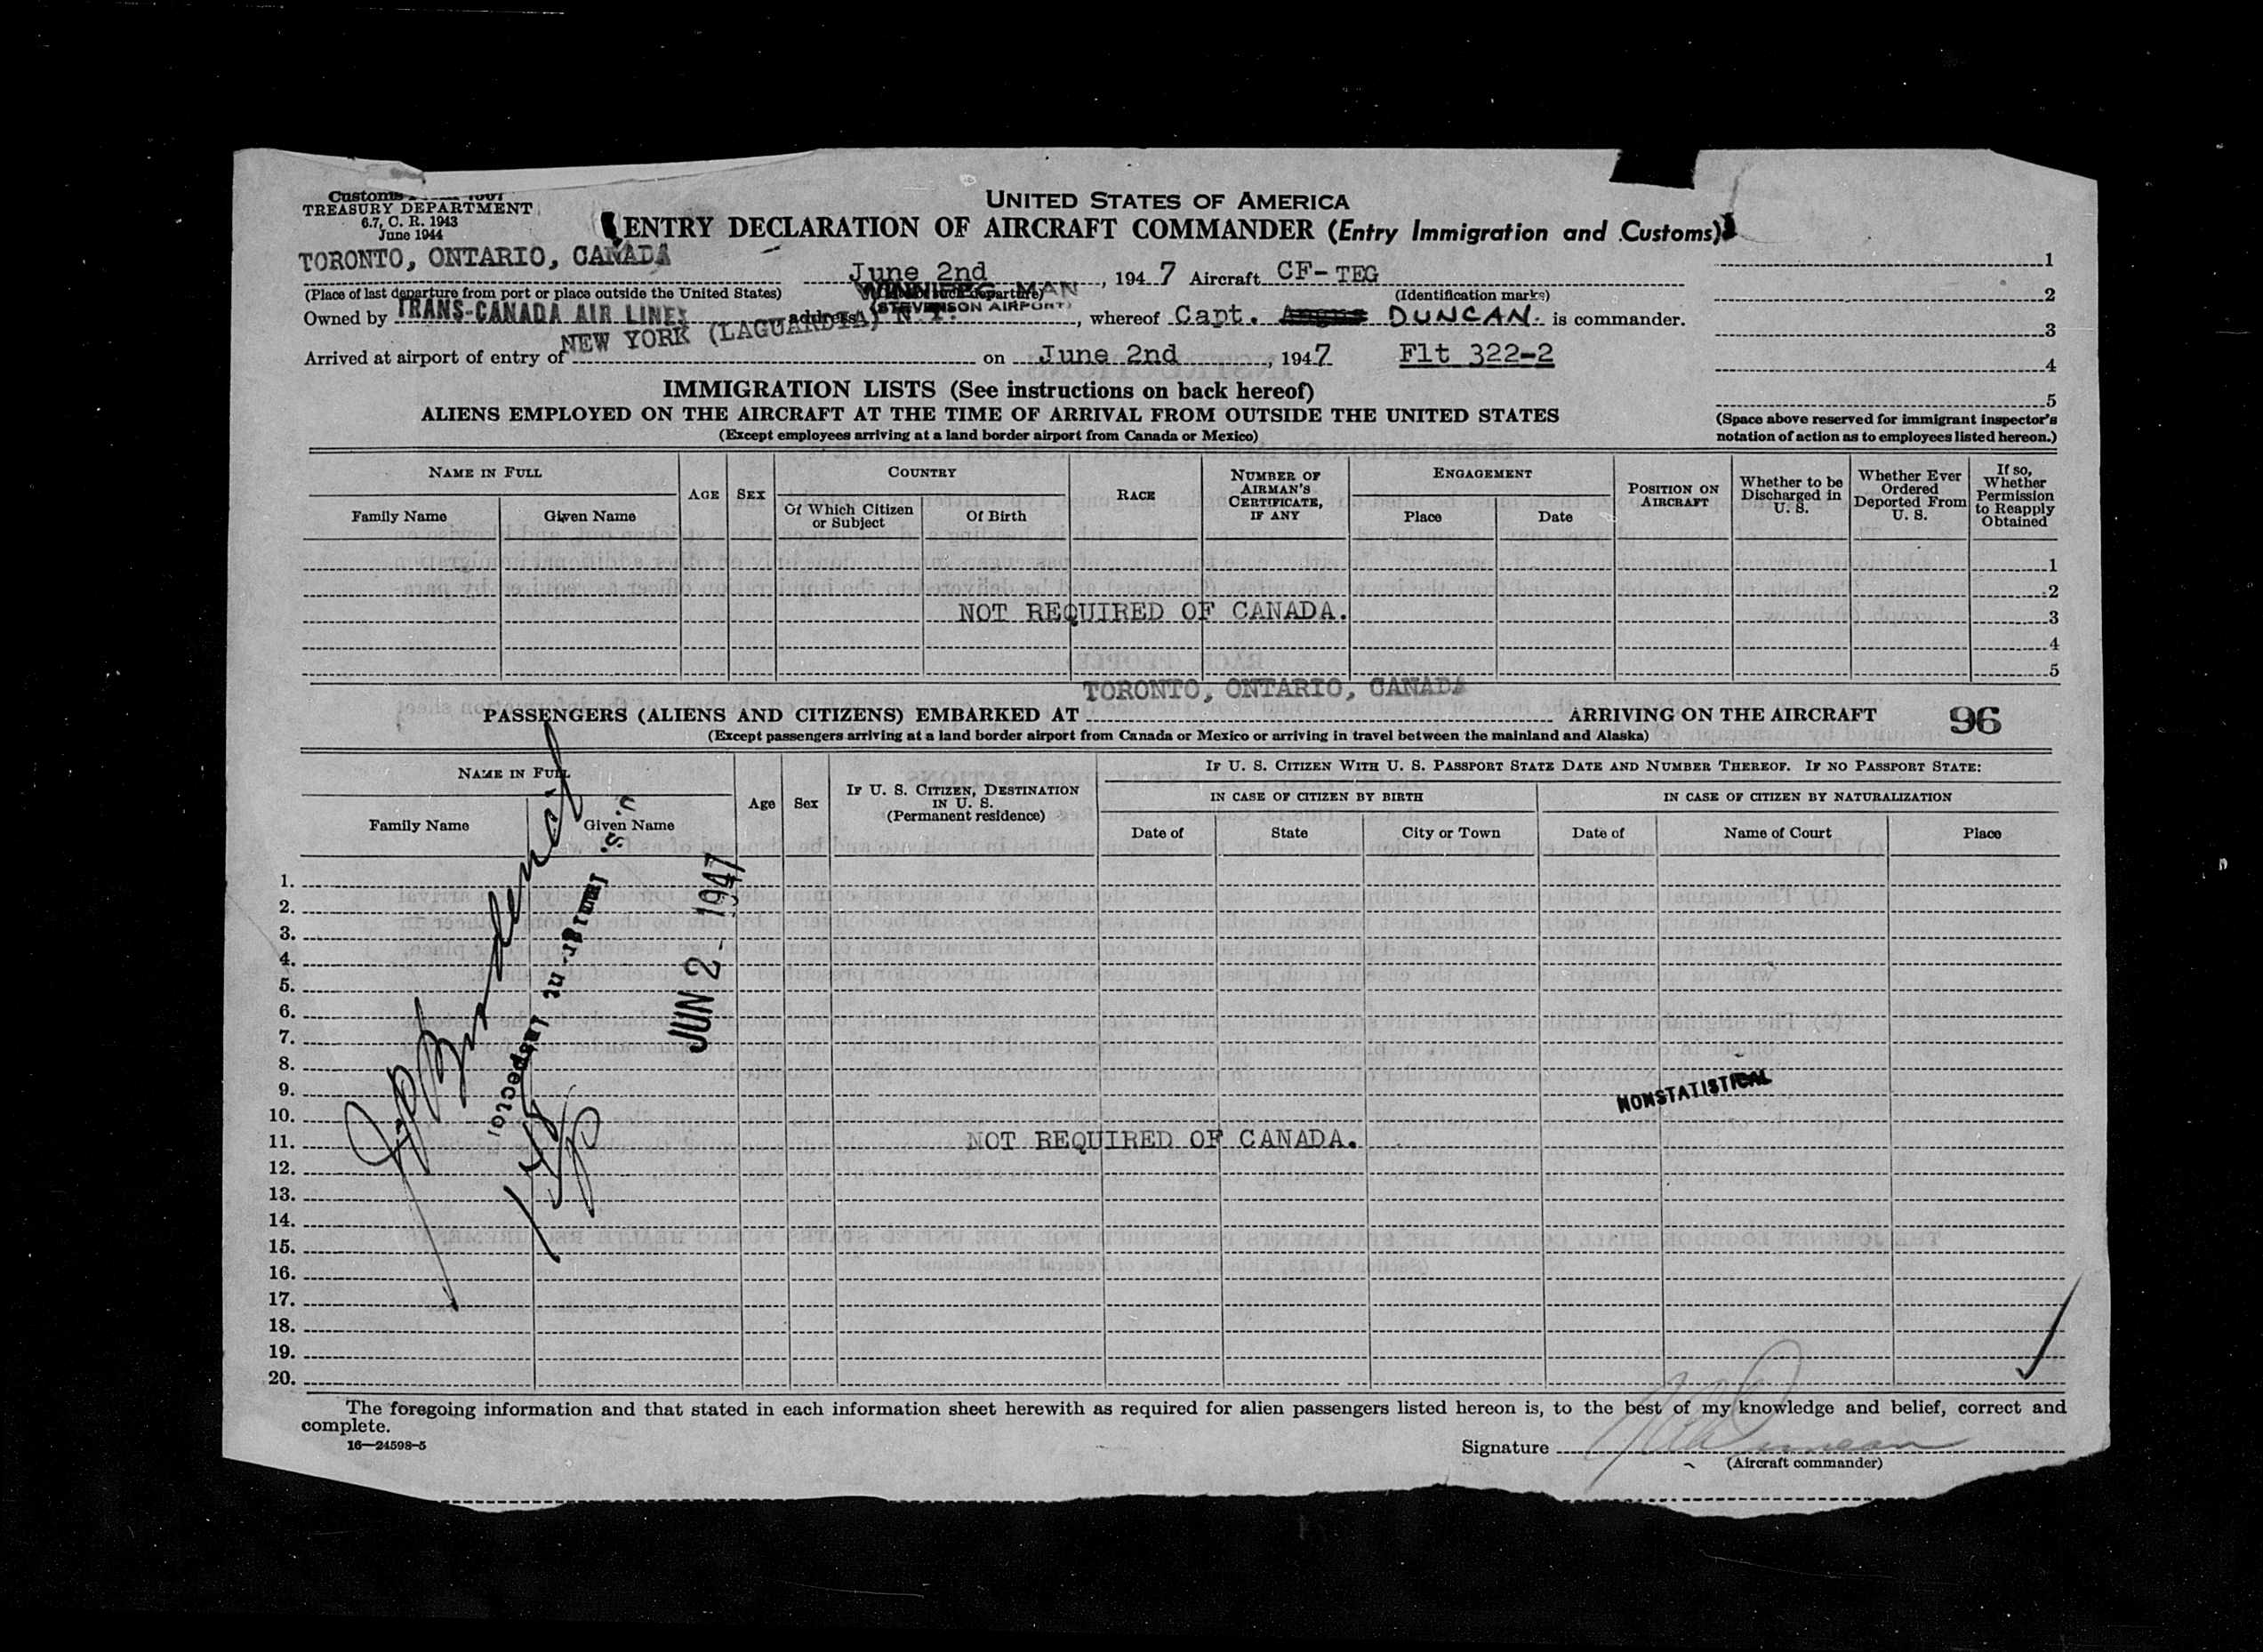 Customs
TREASURY DEPARTMENT
6.7, C. R. 1943
June 1944
UNITED STATES OF AMERICA
ENTRY DECLARATION OF AIRCRAFT COMMANDER (Entry Immigration and Customs)
TORONTO, ONTARIO, CANADA
June 2nd, 1947 Aircraft CF-TEG
(Place of last departure from port or place outside the United States) departure) (Identification marks)
WINNIPEG MAN
(STEVENSON AIRPORT)
Owned by TRANS-CANADA AIR LINES address, whereof Capt. DUNCAN. is commander.
Arrived at airport of entry of NEW YORK (LAGUARDIA) N.Y. on June 2nd, 1947 Flt 322-2
1
2
3
4
5
(Space above reserved for immigrant inspector's notation of action as to employees listed hereon.)
IMMIGRATION LISTS (See instructions on back hereof)
ALIENS EMPLOYED ON THE AIRCRAFT AT THE TIME OF ARRIVAL FROM OUTSIDE THE UNITED STATES
(Except employees arriving at a land border airport from Canada or Mexico)
NAME IN FULL
Family Name
Given Name
AGE
SEX
COUNTRY
Of Which Citizen or Subject
Of Birth
RACE
NUMBER OF AIRMAN'S CERTIFICATE, IF ANY
ENGAGEMENT
Place
Date
POSITION ON AIRCRAFT
Whether to be Discharged in U. S.
Whether Ever Ordered Deported From U. S.
If so, Whether Permission to Reapply Obtained
1
2
NOT REQUIRED OF CANADA.
3
4
5
TORONTO, ONTARIO, CANADA
PASSENGERS (ALIENS AND CITIZENS) EMBARKED AT ARRIVING ON THE AIRCRAFT 96
(Except passengers arriving at a land border airport from Canada or Mexico or arriving in travel between the mainland and Alaska)
NAME IN FULL
Family Name
Given Name
Age
Sex
IF U. S. CITIZEN, DESTINATION IN U. S. (Permanent residence)
IF U. S. CITIZEN WITH U. S. PASSPORT STATE DATE AND NUMBER THEREOF. IF NO PASSPORT STATE:
IN CASE OF CITIZEN BY BIRTH
IN CASE OF CITIZEN BY NATURALIZATION
Date of
State
City or Town
Date of
Name of Court
Place
U. S. Immigrant Inspector
JUN 2 - 1947
1.
2.
3.
4.
5.
6.
7.
8.
9.
NONSTATISTICAL
10.
11.
NOT REQUIRED OF CANADA.
12.
13.
14.
15.
16.
17.
18.
19.
20.
The foregoing information and that stated in each information sheet herewith as required for alien passengers listed hereon is, to the best of my knowledge and belief, correct and
complete.
16—24598-5
Signature Duncan
(Aircraft commander)